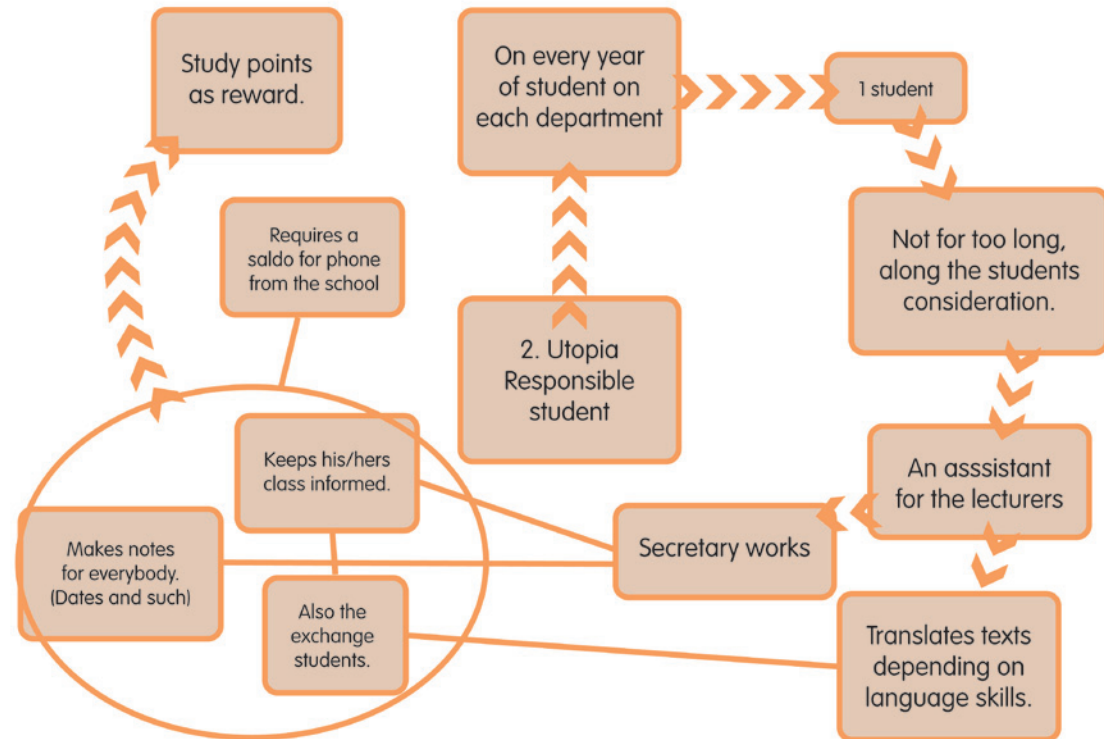 Study points
as reward.
On every year
of student on
each department
1 student
Requires a
saldo for phone
from the school
Not for too long,
along the students
consideration.
2. Utopia
Responsible
student
Keeps his/hers
class informed.
An asssistant
for the lecturers
Makes notes
for everybody.
(Dates and such)
Secretary works
Also the
exchange
students.
Translates texts
depending on
language skills.